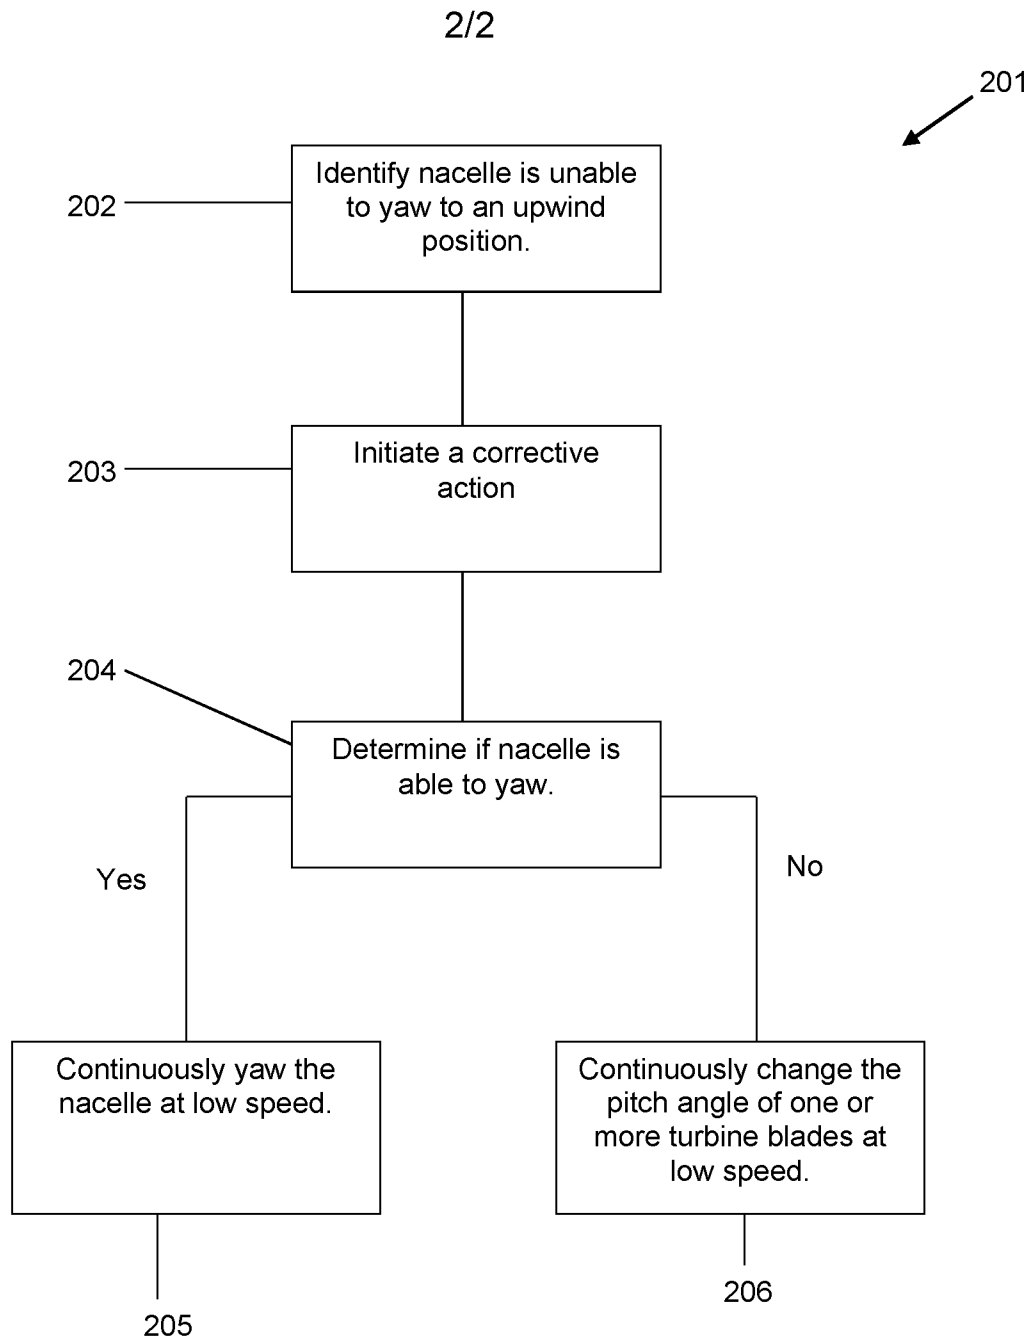 2/2
201
Identify nacelle is unable
to yaw to an upwind
position.
202
Initiate a corrective
action
203
204
Determine if nacelle is
able to yaw.
Yes
No
Continuously yaw the
nacelle at low speed.
Continuously change the
pitch angle of one or
more turbine blades at
low speed.
205
206